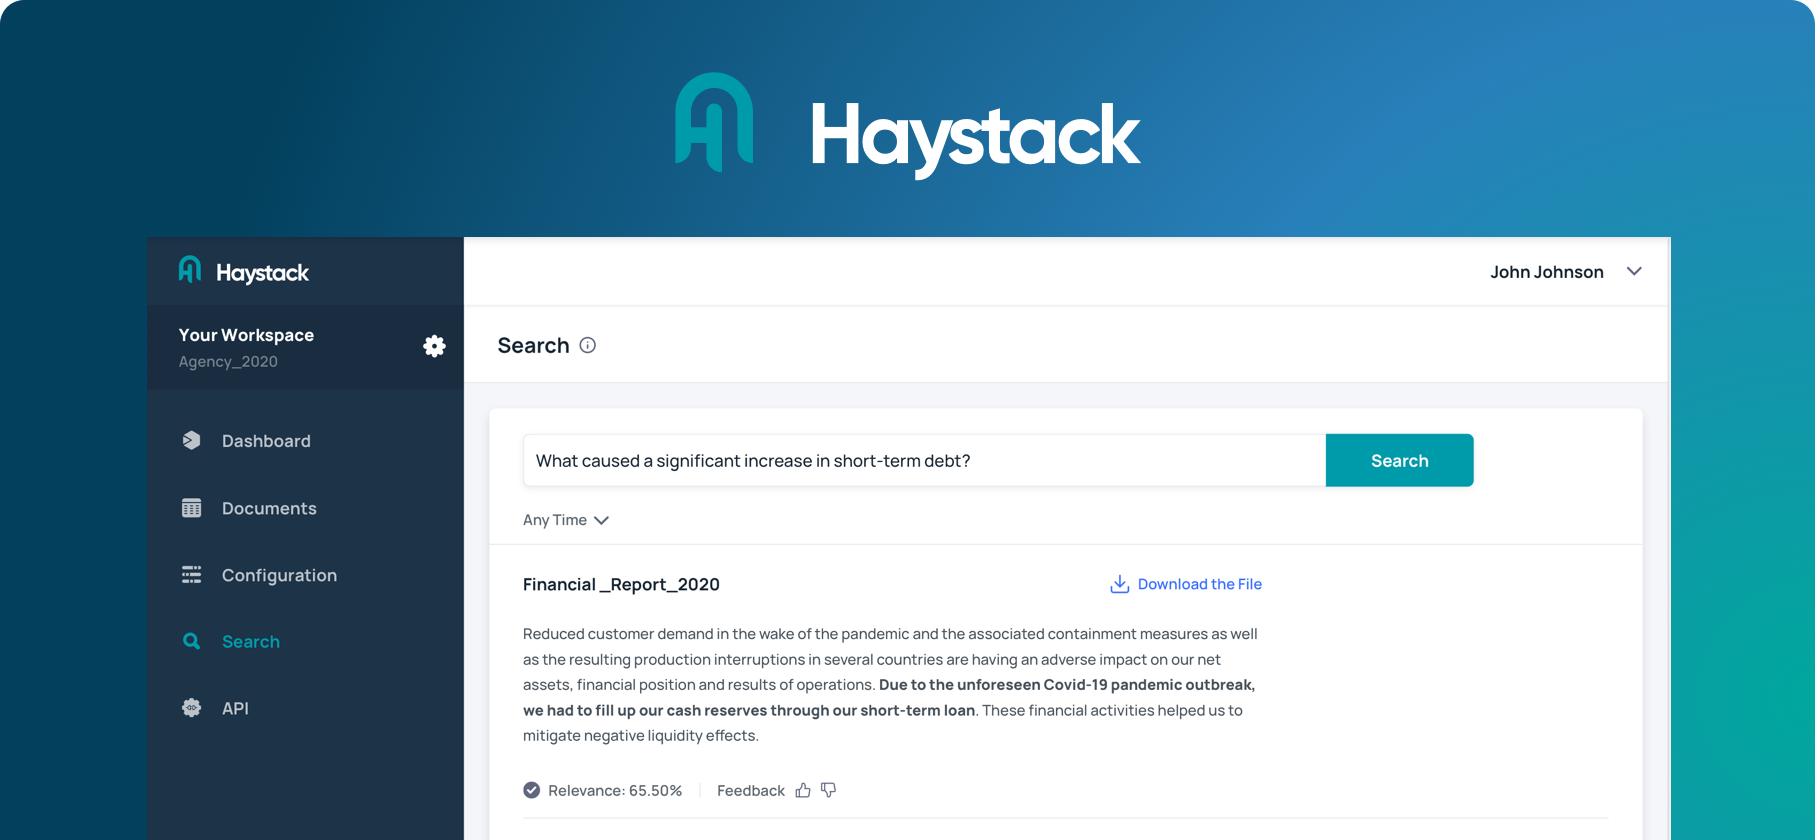 Haystack
Haystack
John Johnson
Your Workspace
Agency_2020
Search
Dashboard
Documents
Configuration
Search
API
What caused a significant increase in short-term debt?
Search
Any Time
Financial _Report_2020
Download the File
Reduced customer demand in the wake of the pandemic and the associated containment measures as well
as the resulting production interruptions in several countries are having an adverse impact on our net
assets, financial position and results of operations. Due to the unforeseen Covid-19 pandemic outbreak,
we had to fill up our cash reserves through our short-term loan. These financial activities helped us to
mitigate negative liquidity effects.
Relevance: 65.50%
Feedback